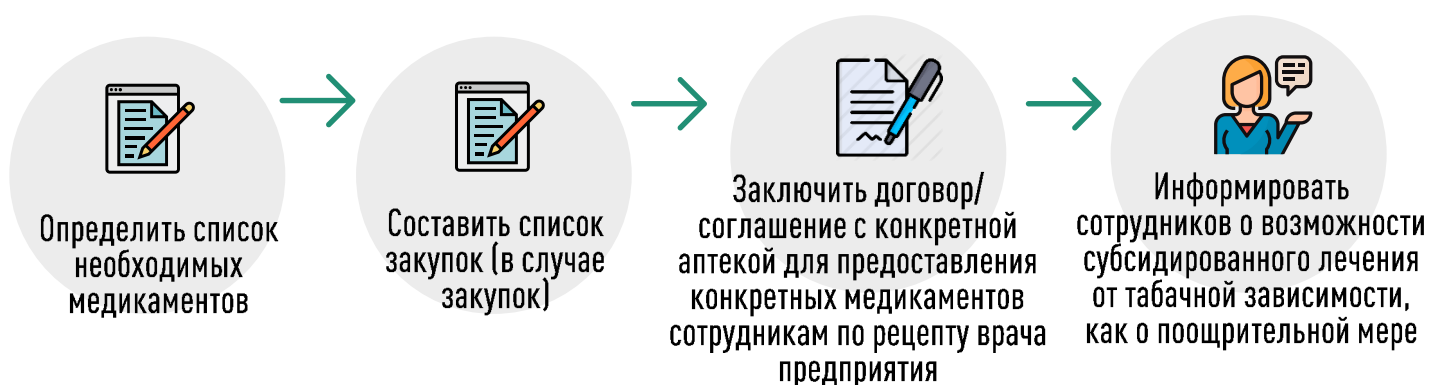 Определить список
необходимых
медикаментов
Составить список
закупок (в случае
закупок)
Заключить договор/
соглашение с конкретной
аптекой для предоставления
конкретных медикаментов
сотрудникам по рецепту врача
предприятия
Информировать
сотрудников о возможности
субсидированного лечения
от табачной зависимости,
как о поощрительной мере